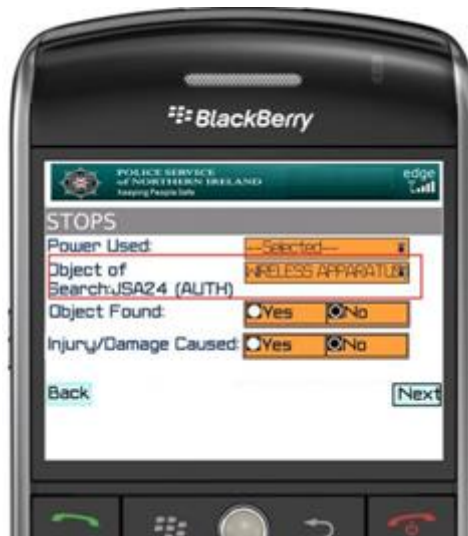 BlackBerry
POLICE SERVICE
of NORTHERN IRELAND
Keeping People Safe
edge
STOPS
Power Used: --Selected--
Object of WIRELESS APPARATUS
Search:JSA24 (AUTH)
Object Found: Yes No
Injury/Damage Caused: Yes No
Back Next